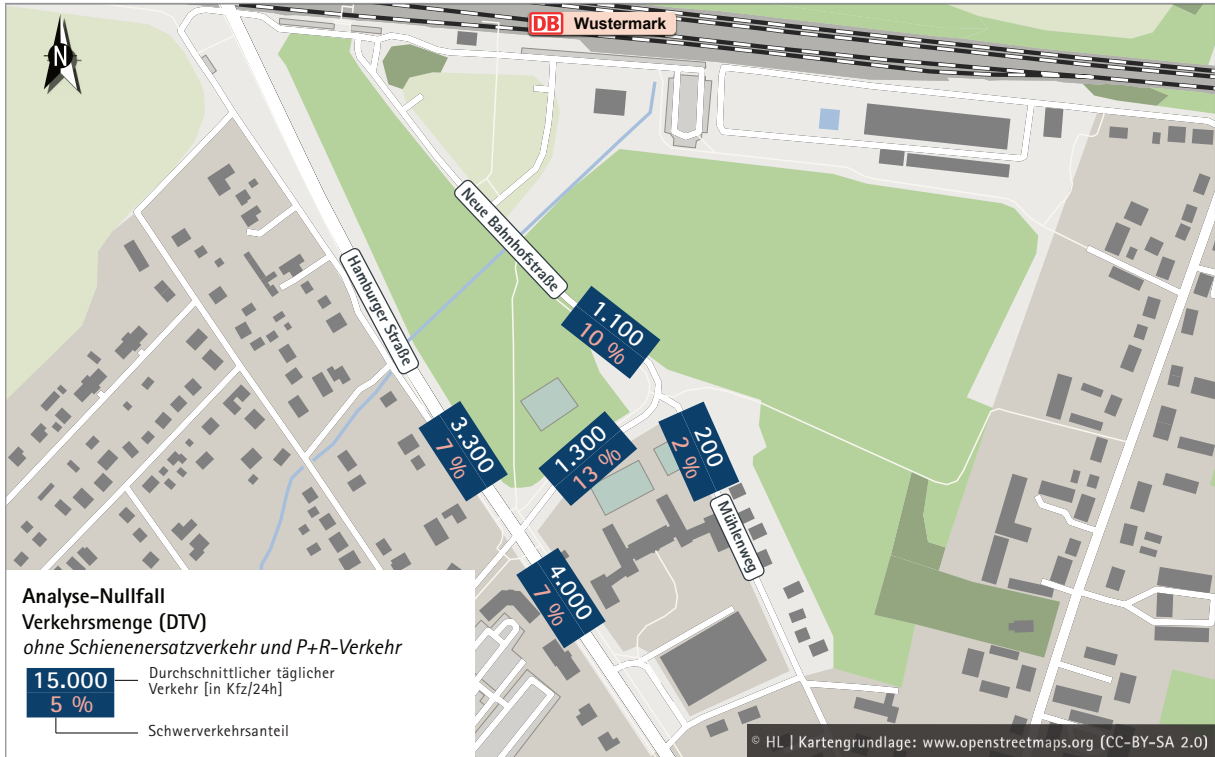 DB Wustermark
N
Neue Bahnhofstraße
Hamburger Straße
1.100
10 %
3.300
7 %
1.300
13 %
200
2 %
Mühlenweg
4.000
7 %
Analyse-Nullfall
Verkehrsmenge (DTV)
ohne Schienenersatzverkehr und P+R-Verkehr
15.000
5 %
Durchschnittlicher täglicher
Verkehr [in Kfz/24h]
Schwerverkehrsanteil
© HL | Kartengrundlage: www.openstreetmaps.org (CC-BY-SA 2.0)